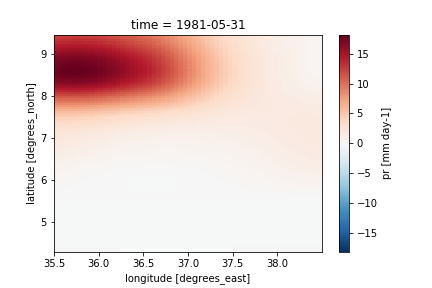 time = 1981-05-31
latitude [degrees_north]
9
8
7
6
5
35.5 36.0 36.5 37.0 37.5 38.0
longitude [degrees_east]
15
10
5
0
−5
−10
−15
pr [mm day-1]